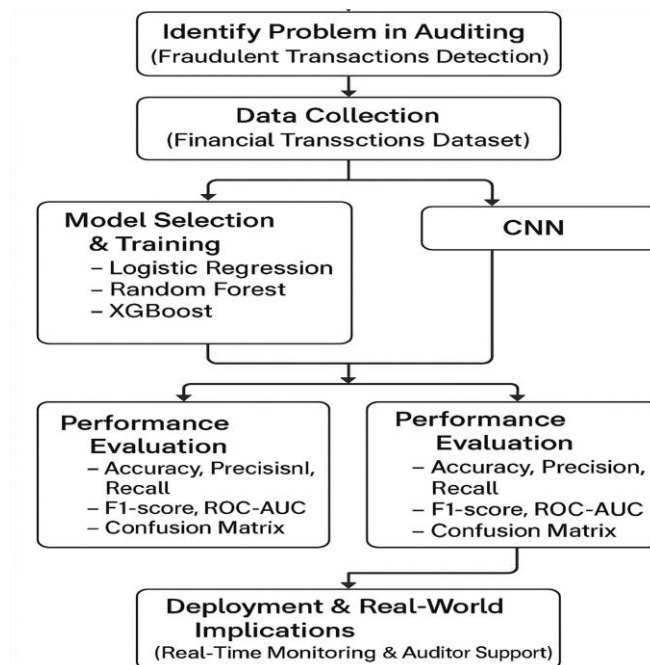 Identify Problem in Auditing
(Fraudulent Transactions Detection)
Data Collection
(Financial Transsctions Dataset)
Model Selection
& Training
– Logistic Regression
– Random Forest
– XGBoost
CNN
Performance
Evaluation
– Accuracy, Precisisnl,
Recall
– F1-score, ROC-AUC
– Confusion Matrix
Performance
Evaluation
– Accuracy, Precision,
Recall
– F1-score, ROC-AUC
– Confusion Matrix
Deployment & Real-World
Implications
(Real-Time Monitoring & Auditor Support)